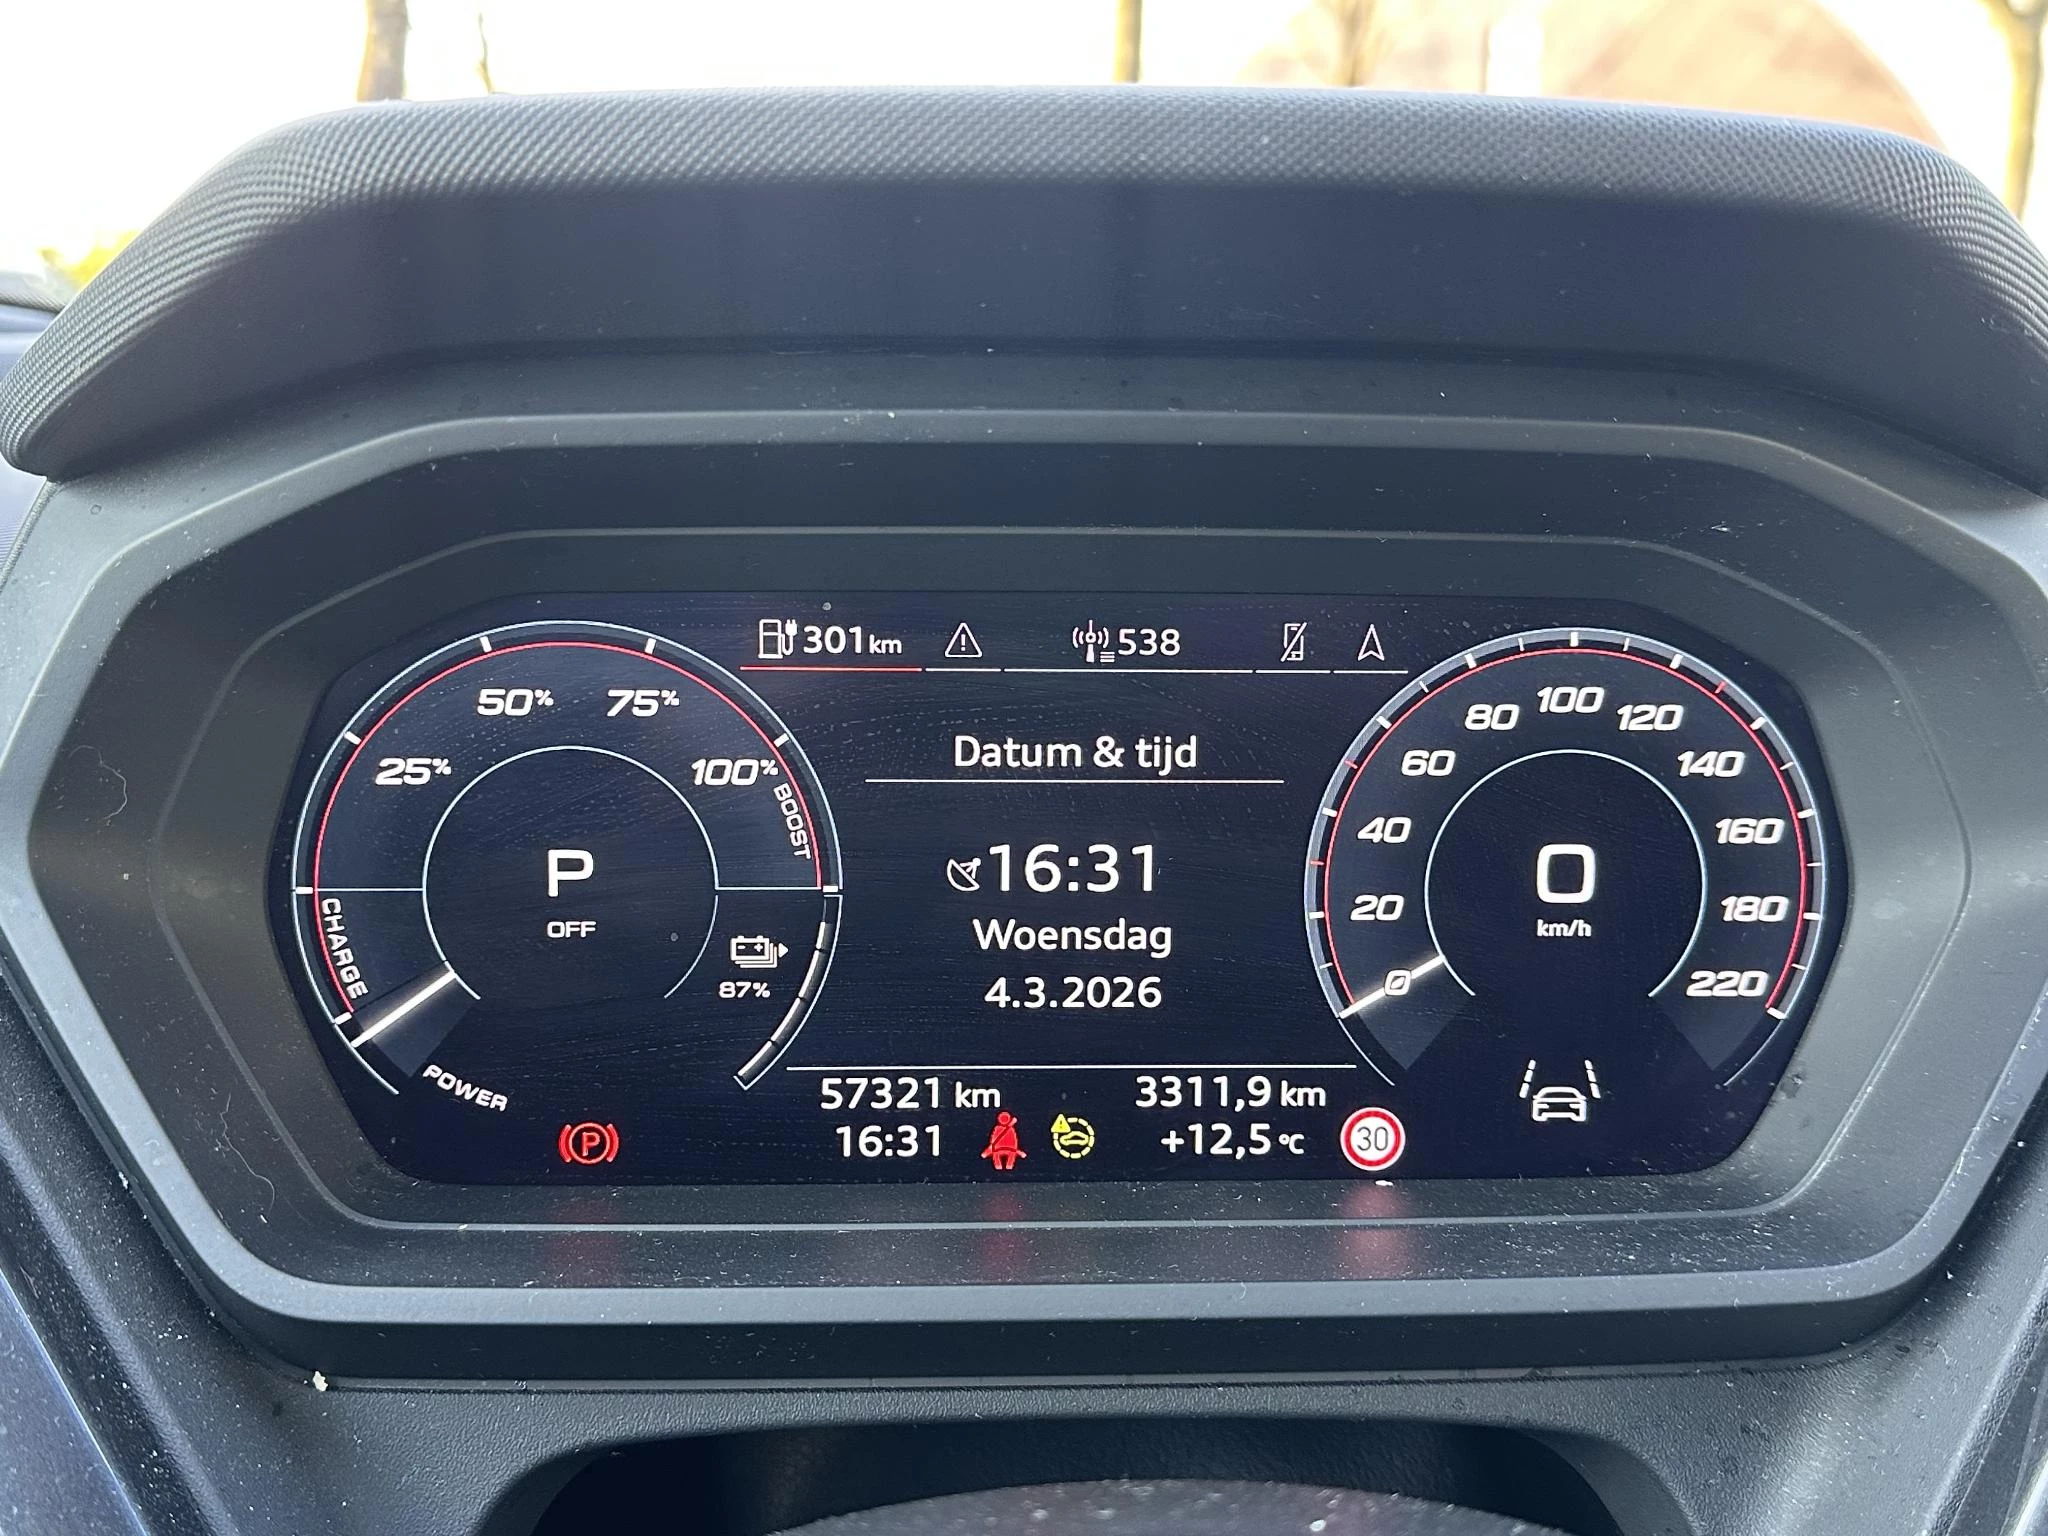 301 km
538
50%
75%
25%
100%
BOOST
CHARGE
POWER
P
OFF
87%
Datum & tijd
16:31
Woensdag
4.3.2026
57321 km
3311,9 km
16:31
+12,5 °C
P
30
0
20
40
60
80
100
120
140
160
180
220
0
km/h